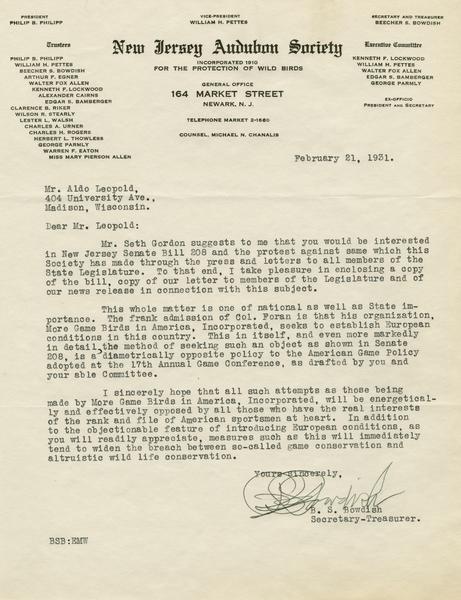 PRESIDENT
PHILIP B. PHILIPP
VICE-PRESIDENT
WILLIAM H. PETTES
SECRETARY AND TREASURER
BEECHER S. BOWDISH
Trustees
PHILIP B. PHILIPP
WILLIAM H. PETTES
BEECHER S. BOWDISH
ARTHUR F. EGNER
WALTER FOX ALLEN
KENNETH F. LOCKWOOD
ALEXANDER CAIRNS
EDGAR S. BAMBERGER
CLARENCE B. RIKER
WILSON R. STEARLY
LESTER L. WALSH
CHARLES A. URNER
CHARLES H. ROGERS
HERBERT L. THOWLESS
GEORGE PARMLY
WARREN F. EATON
MISS MARY PIERSON ALLEN
New Jersey Audubon Society
INCORPORATED 1910
FOR THE PROTECTION OF WILD BIRDS
GENERAL OFFICE
164 MARKET STREET
NEWARK, N. J.
TELEPHONE MARKET 2-1680
COUNSEL, MICHAEL N. CHANALIS
Executive Committee
KENNETH F. LOCKWOOD
WILLIAM H. PETTES
WALTER FOX ALLEN
EDGAR S. BAMBERGER
GEORGE PARMLY
EX-OFFICIO
PRESIDENT AND SECRETARY
February 21, 1931.
Mr. Aldo Leopold,
404 University Ave.,
Madison, Wisconsin.
Dear Mr. Leopold:
Mr. Seth Gordon suggests to me that you would be interested
in New Jersey Senate Bill 208 and the protest against same which this
Society has made through the press and letters to all members of the
State Legislature. To that end, I take pleasure in enclosing a copy
of the bill, copy of our letter to members of the Legislature and of
our news release in connection with this subject.
This whole matter is one of national as well as State im-
portance. The frank admission of Col. Foran is that his organization,
More Game Birds in America, Incorporated, seeks to establish European
conditions in this country. This in itself, and even more markedly
in detail, the method of seeking such an object as shown in Senate
208, is a diametrically opposite policy to the American Game Policy
adopted at the 17th Annual Game Conference, as drafted by you and
your able Committee.
I sincerely hope that all such attempts as those being
made by More Game Birds in America, Incorporated, will be energetical-
ly and effectively opposed by all those who have the real interests
of the rank and file of American sportsmen at heart. In addition
to the objectionable feature of introducing European conditions, as
you will readily appreciate, measures such as this will immediately
tend to widen the breach between so-called game conservation and
altruistic wild life conservation.
Yours sincerely,
B S Bowdish
B. S. Bowdish
Secretary-Treasurer.
BSB:EMW